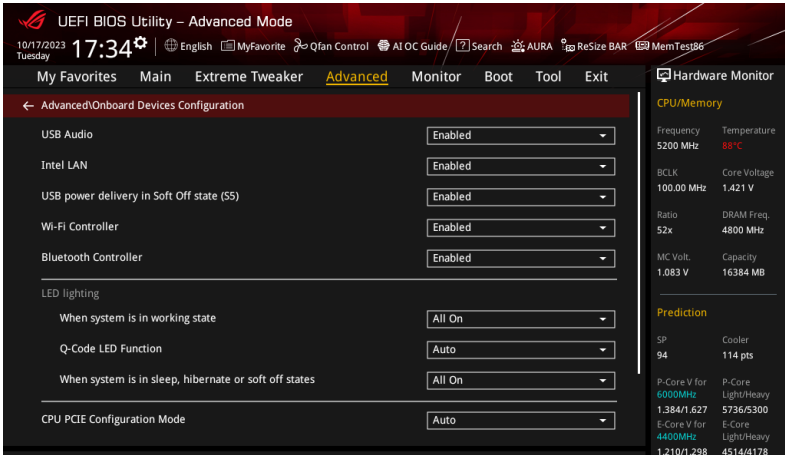 UEFI BIOS Utility – Advanced Mode
10/17/2023 Tuesday 17:34 English MyFavorite Qfan Control AI OC Guide Search AURA ReSize BAR MemTest86
My Favorites Main Extreme Tweaker Advanced Monitor Boot Tool Exit
Advanced\Onboard Devices Configuration
USB Audio Enabled
Intel LAN Enabled
USB power delivery in Soft Off state (S5) Enabled
Wi-Fi Controller Enabled
Bluetooth Controller Enabled
LED lighting
When system is in working state All On
Q-Code LED Function Auto
When system is in sleep, hibernate or soft off states All On
CPU PCIE Configuration Mode Auto
Hardware Monitor
CPU/Memory
Frequency Temperature
5200 MHz 88°C
BCLK Core Voltage
100.00 MHz 1.421 V
Ratio DRAM Freq.
52x 4800 MHz
MC Volt. Capacity
1.083 V 16384 MB
Prediction
SP Cooler
94 114 pts
P-Core V for P-Core
6000MHz Light/Heavy
1.384/1.627 5736/5300
E-Core V for E-Core
4400MHz Light/Heavy
1.210/1.298 4514/4178